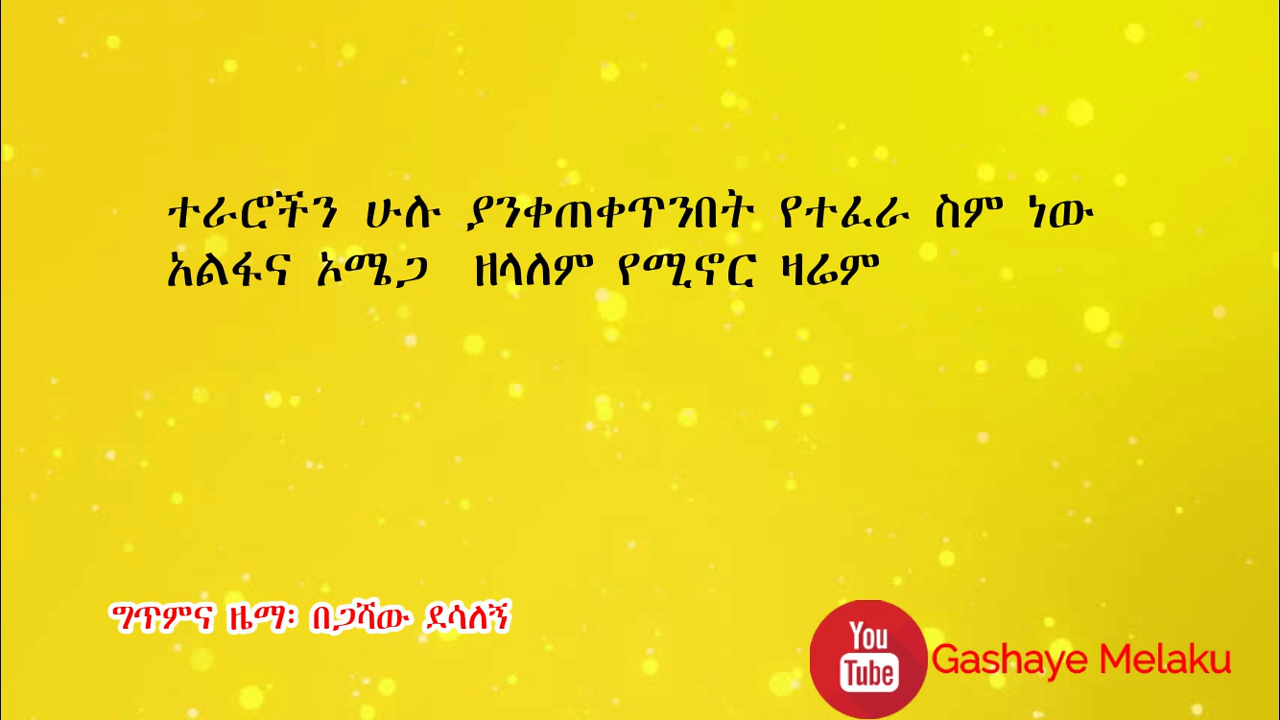 ተራሮችን ሁሉ ያንቀጠቀጥንበት የተፈራ ስም ነው
አልፋና ኦሜጋ ዘላለም የሚኖር ዛሬም
ግጥምና ዜማ፡ በጋሻው ደሳለኝ
You
Tube
Gashaye Melaku